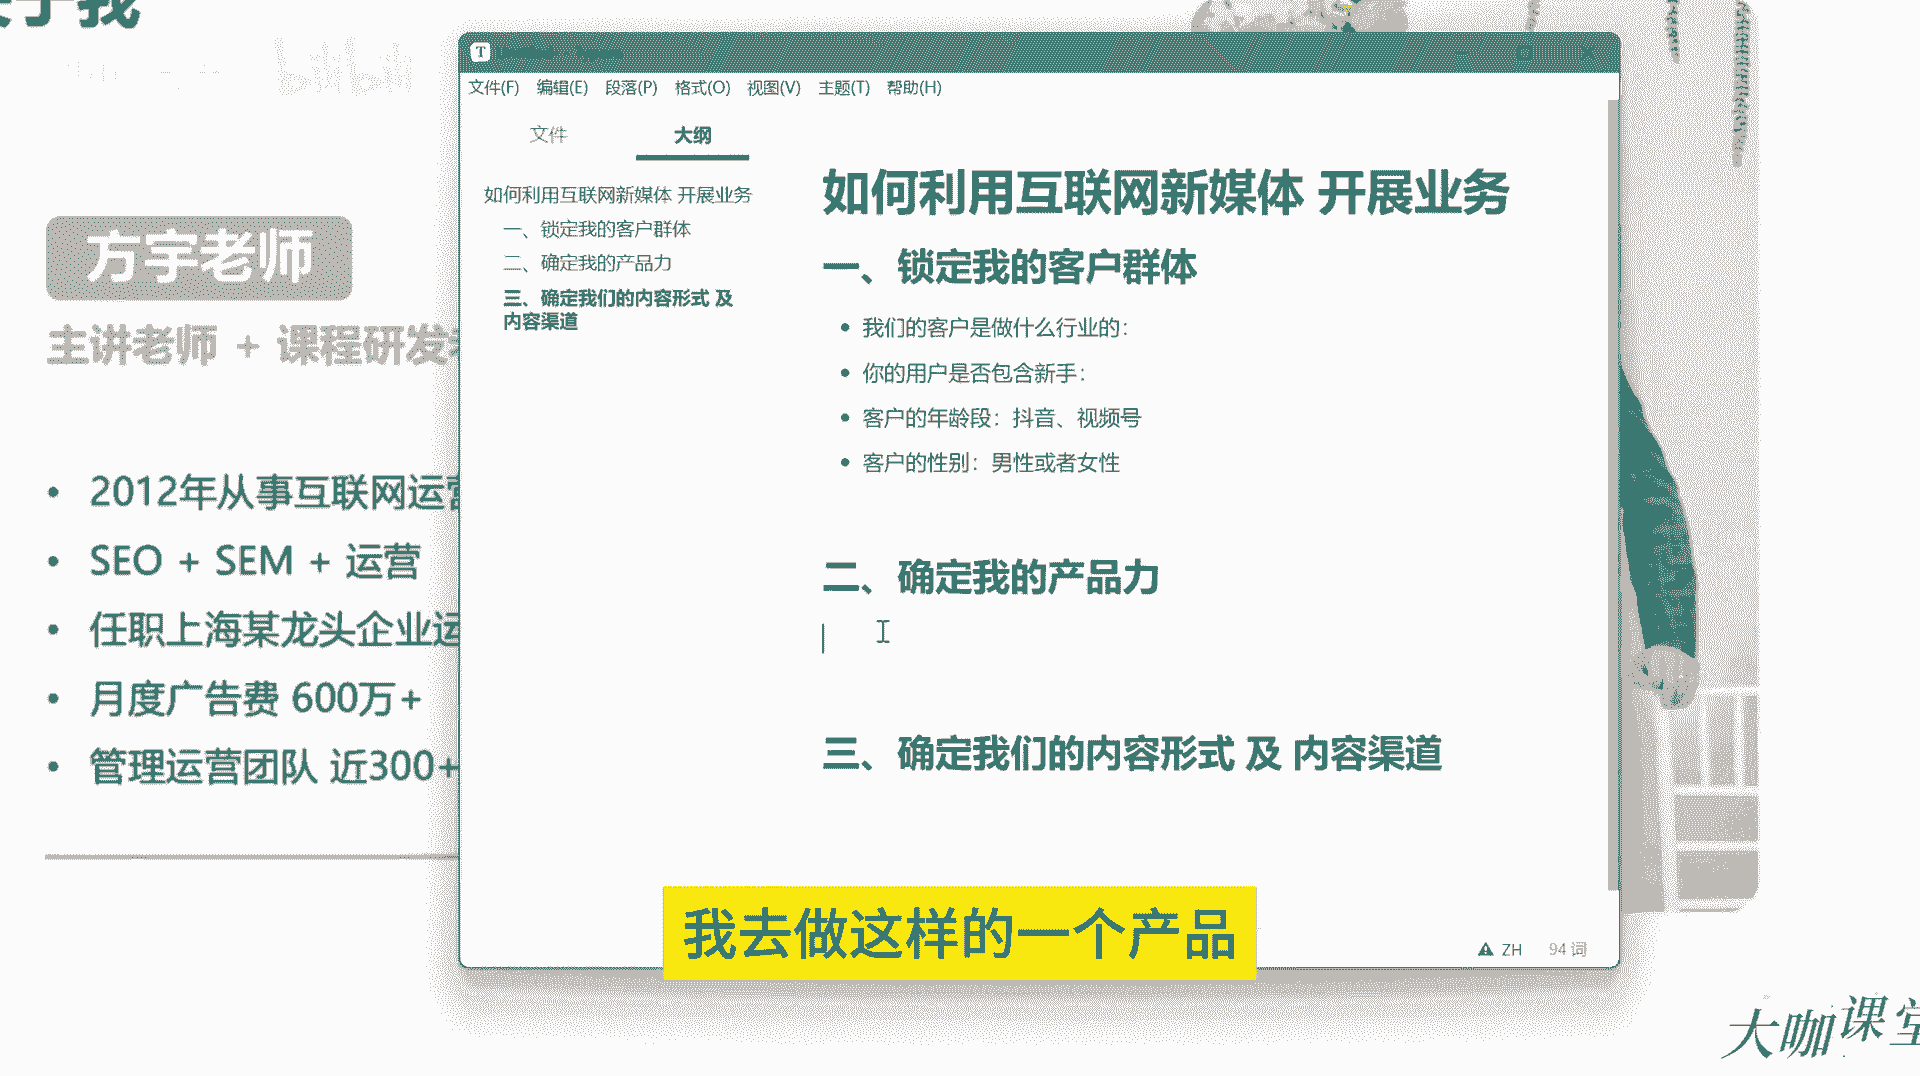 关于我
bilibili
方宇老师
主讲老师 + 课程研发
• 2012年从事互联网运营
• SEO + SEM + 运营
• 任职上海某龙头企业运
• 月度广告费 600万+
• 管理运营团队 近300+
T
文件(F) 编辑(E) 段落(P) 格式(O) 视图(V) 主题(T) 帮助(H)
文件 大纲
如何利用互联网新媒体 开展业务
一、锁定我的客户群体
二、确定我的产品力
三、确定我们的内容形式 及
内容渠道
如何利用互联网新媒体 开展业务
一、锁定我的客户群体
• 我们的客户是做什么行业的：
• 你的用户是否包含新手：
• 客户的年龄段：抖音、视频号
• 客户的性别：男性或者女性
二、确定我的产品力
三、确定我们的内容形式 及 内容渠道
我去做这样的一个产品
ZH 94 词
大咖课堂